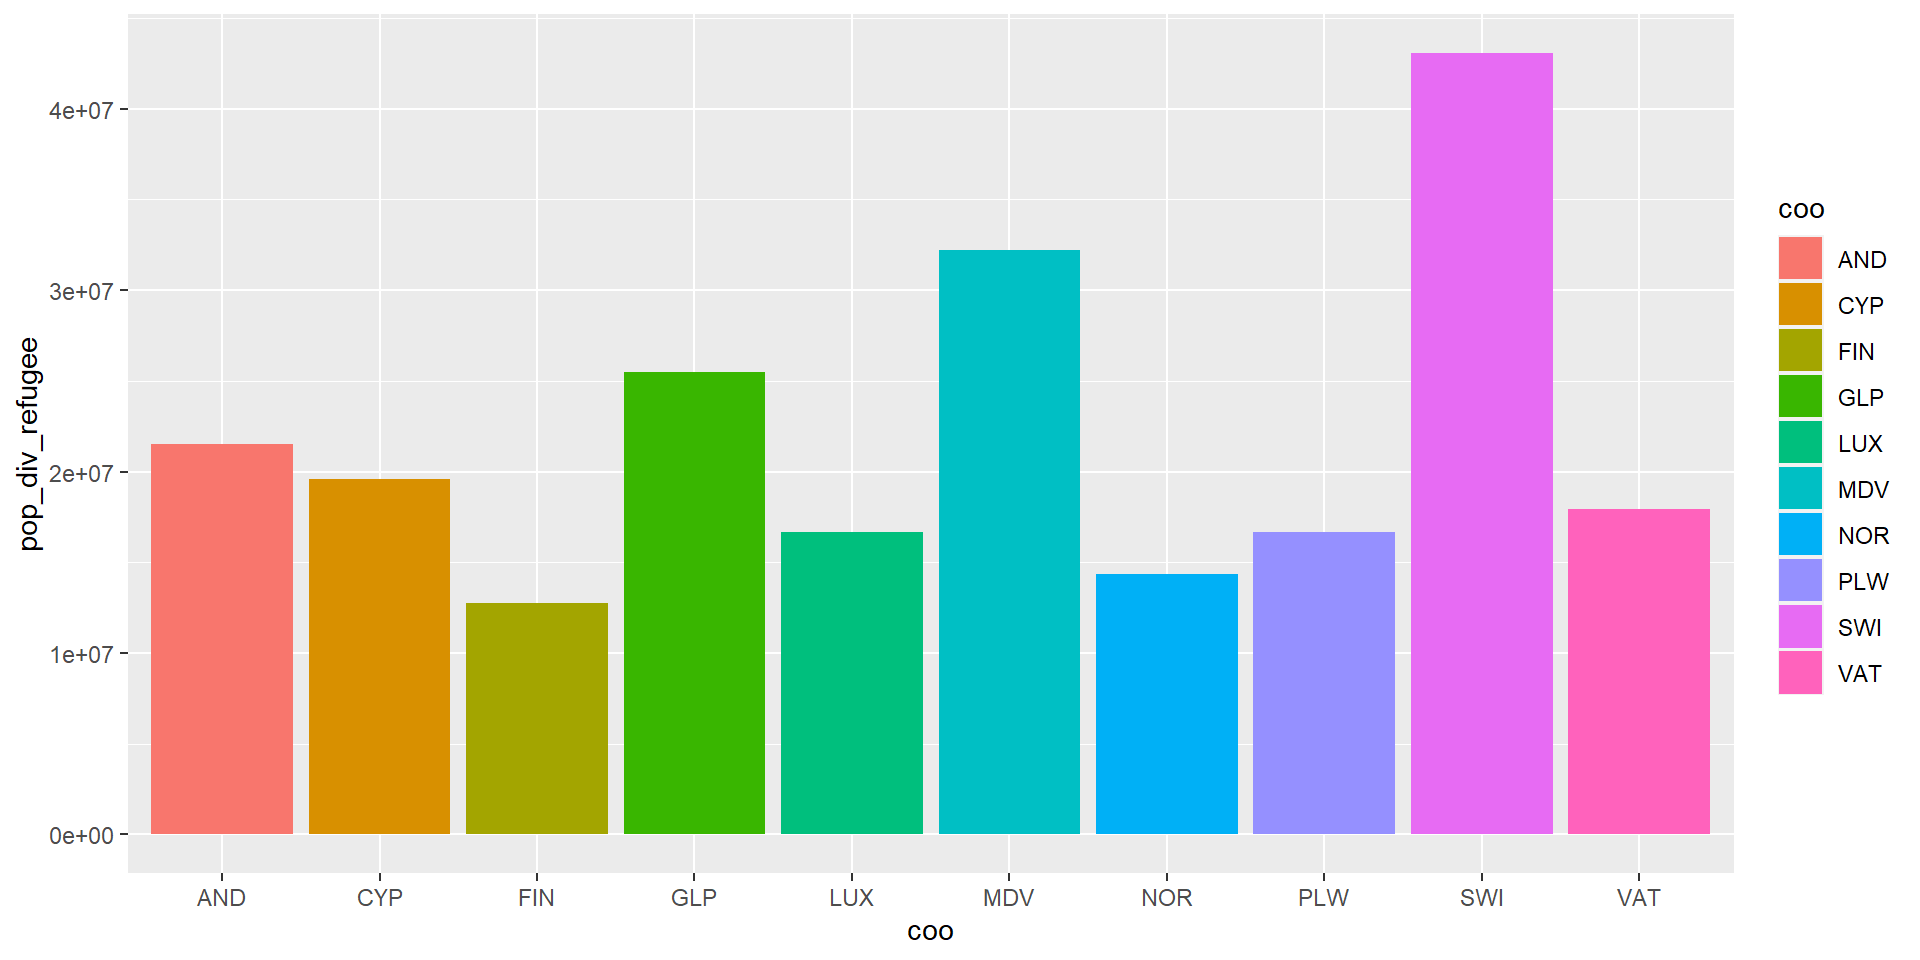 pop_div_refugee
4e+07
3e+07
2e+07
1e+07
0e+00
AND CYP FIN GLP LUX MDV NOR PLW SWI VAT
coo
coo
AND
CYP
FIN
GLP
LUX
MDV
NOR
PLW
SWI
VAT